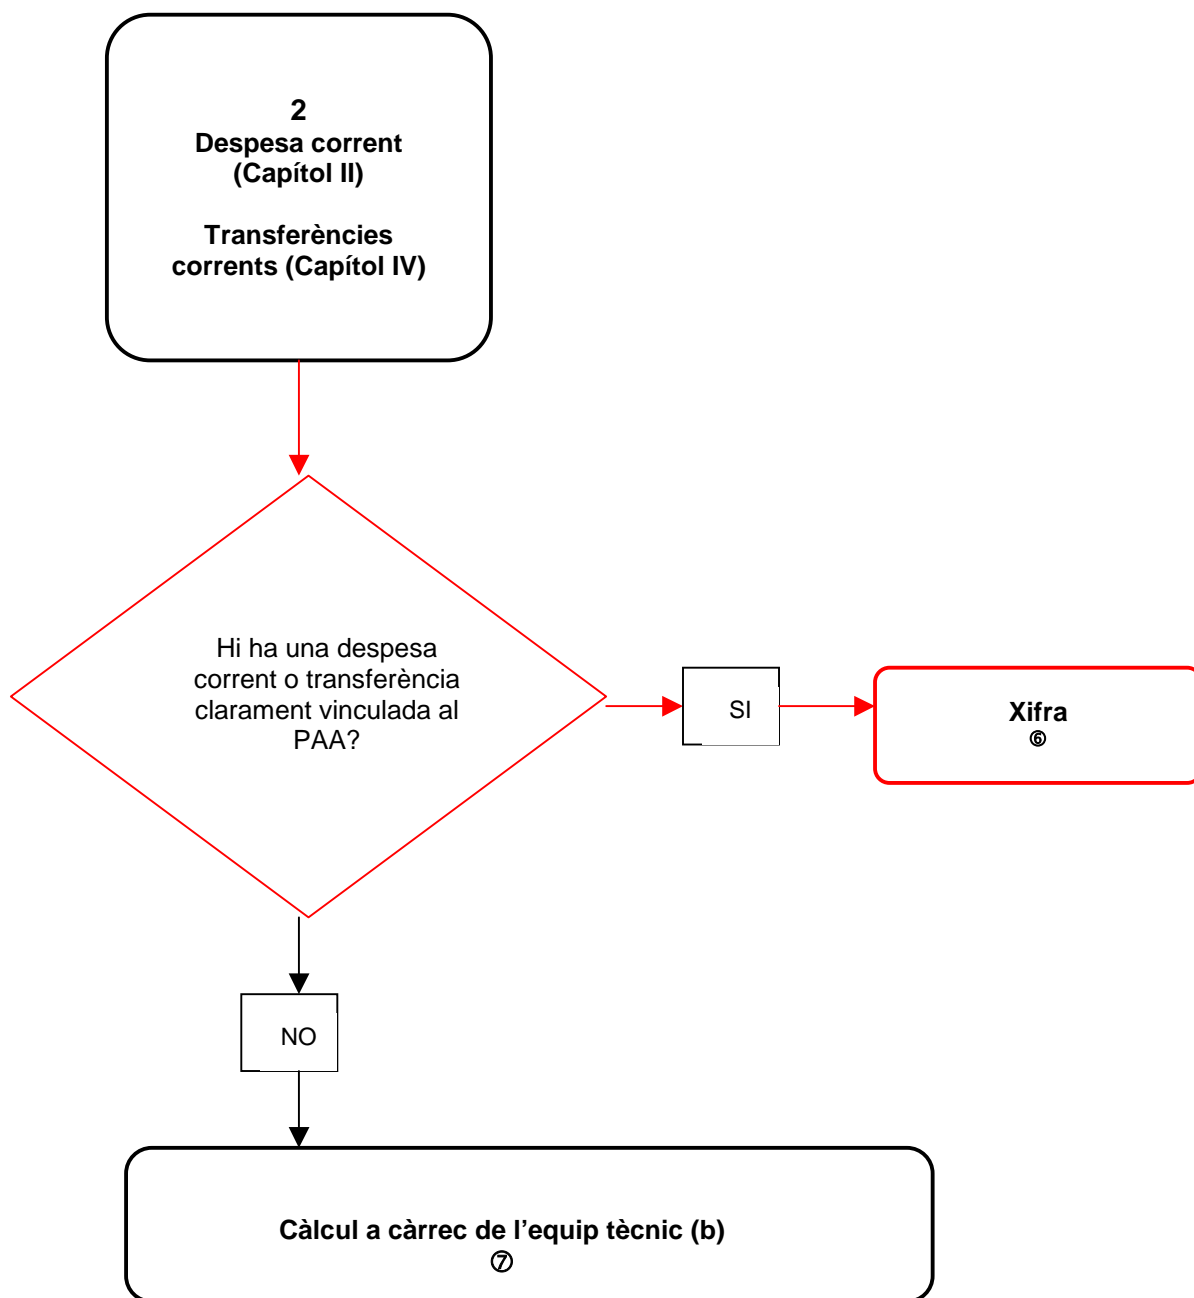 2
Despesa corrent
(Capítol II)
Transferències
corrents (Capítol IV)
Hi ha una despesa
corrent o transferència
clarament vinculada al
PAA?
SI
Xifra
⑥
NO
Càlcul a càrrec de l’equip tècnic (b)
⑦